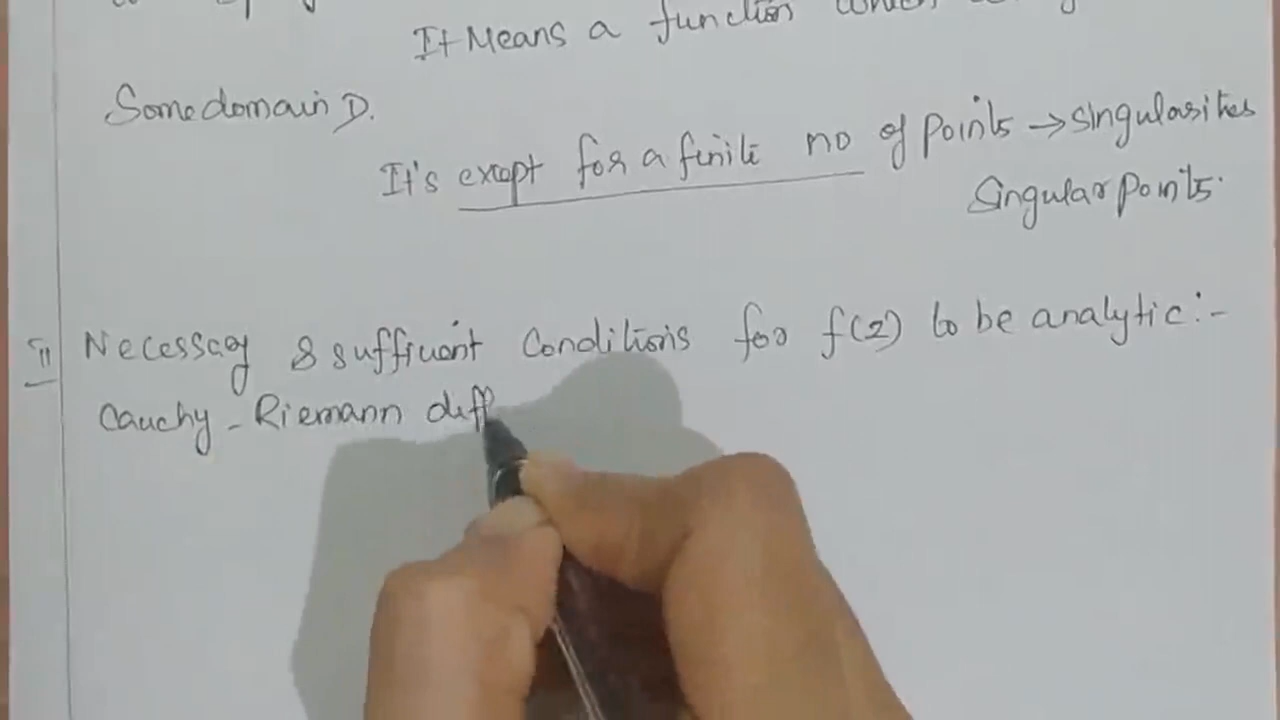 It Means a function
Some domain D.
It's except for a finite no of points → singularities
Singular points.
II Necessary & sufficient Conditions for f(z) to be analytic :-
Cauchy - Riemann diff